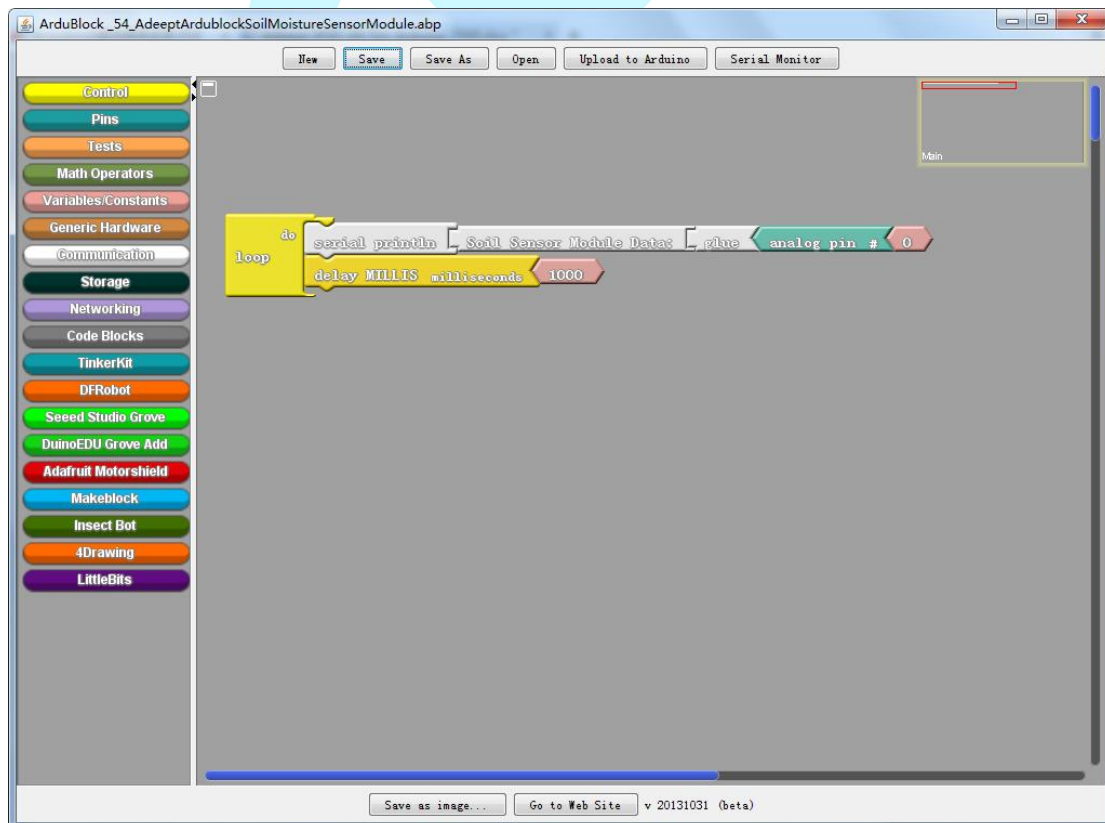 ArduBlock _54_AdeeptArdublockSoilMoistureSensorModule.abp
New Save Save As Open Upload to Arduino Serial Monitor
Control
Pins
Tests
Math Operators
Variables/Constants
Generic Hardware
Communication
Storage
Networking
Code Blocks
TinkerKit
DFRobot
Seeed Studio Grove
DuinoEDU Grove Add
Adafruit Motorshield
Makeblock
Insect Bot
4Drawing
LittleBits
Main
loop do
serial println Soil Sensor Module Data: glue analog pin # 0
delay MILLIS milliseconds 1000
Save as image... Go to Web Site v 20131031 (beta)